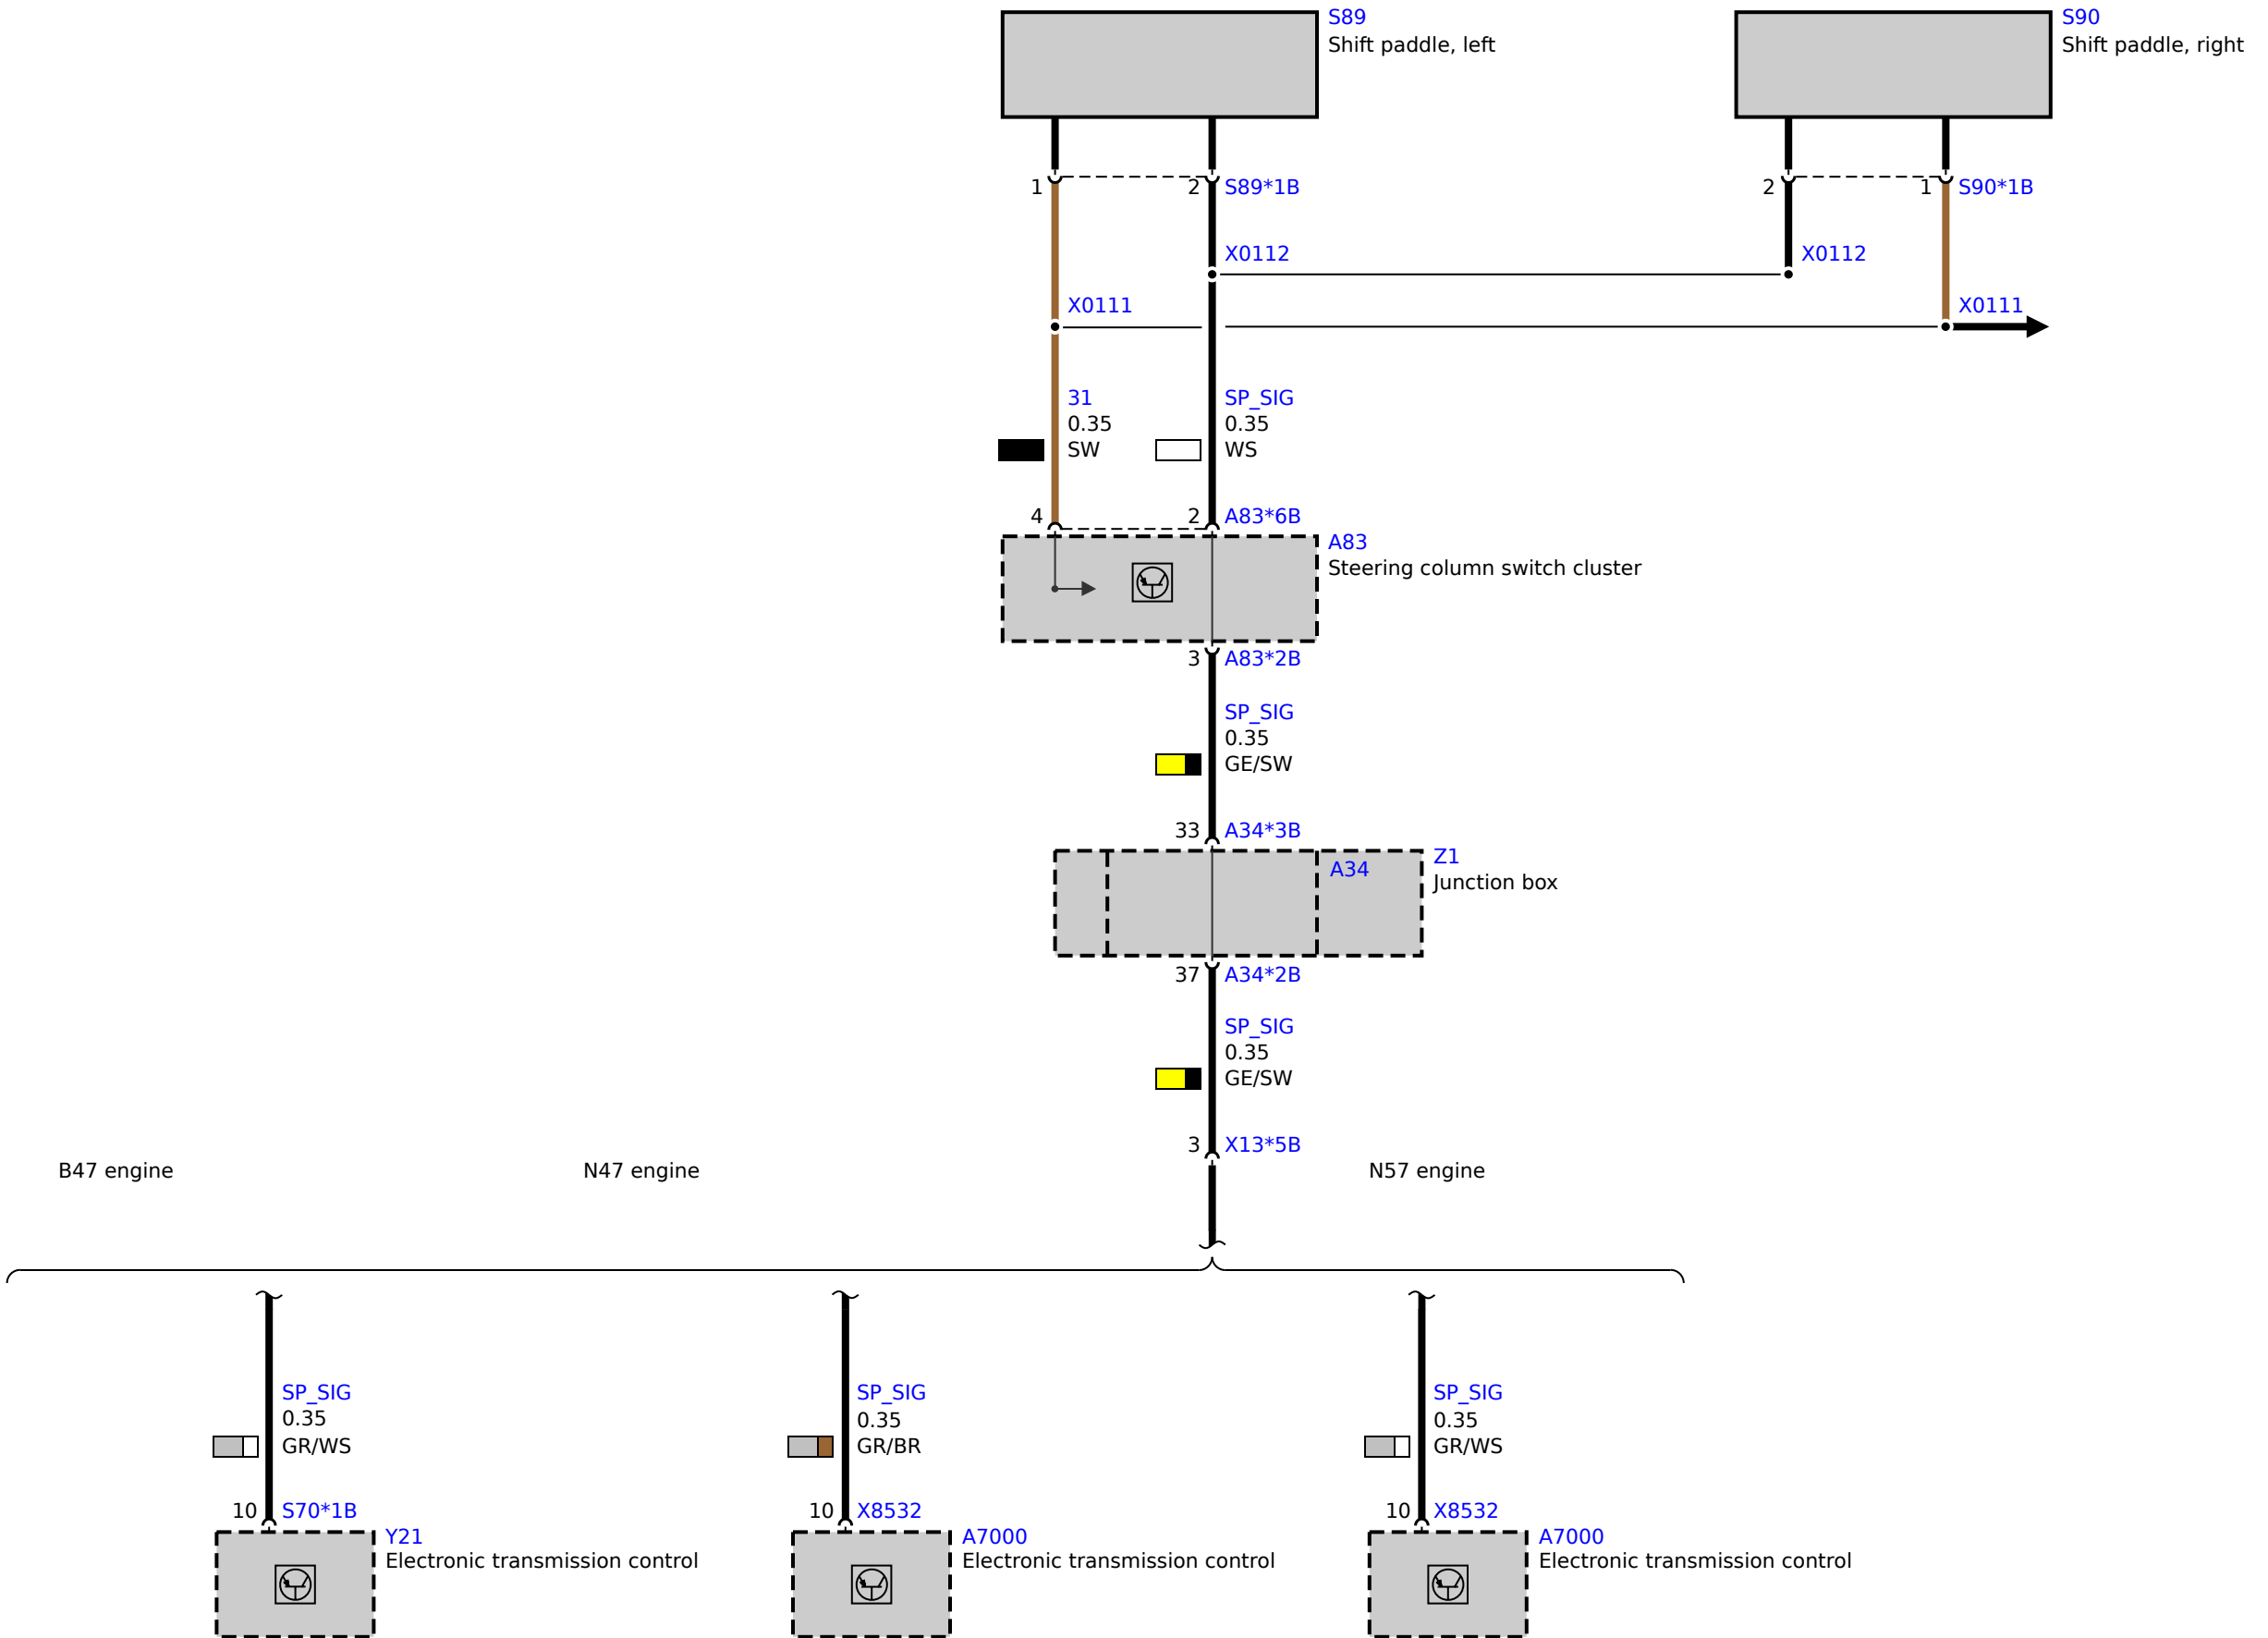 S89
Shift paddle, left
S90
Shift paddle, right
1
2 S89*1B
2
1 S90*1B
X0112
X0112
X0111
X0111
31
0.35
SW
SP_SIG
0.35
WS
4
2 A83*6B
A83
Steering column switch cluster
3 A83*2B
SP_SIG
0.35
GE/SW
33 A34*3B
A34
Z1
Junction box
37 A34*2B
SP_SIG
0.35
GE/SW
3 X13*5B
B47 engine
N47 engine
N57 engine
SP_SIG
0.35
GR/WS
10 S70*1B
Y21
Electronic transmission control
SP_SIG
0.35
GR/BR
10 X8532
A7000
Electronic transmission control
SP_SIG
0.35
GR/WS
10 X8532
A7000
Electronic transmission control